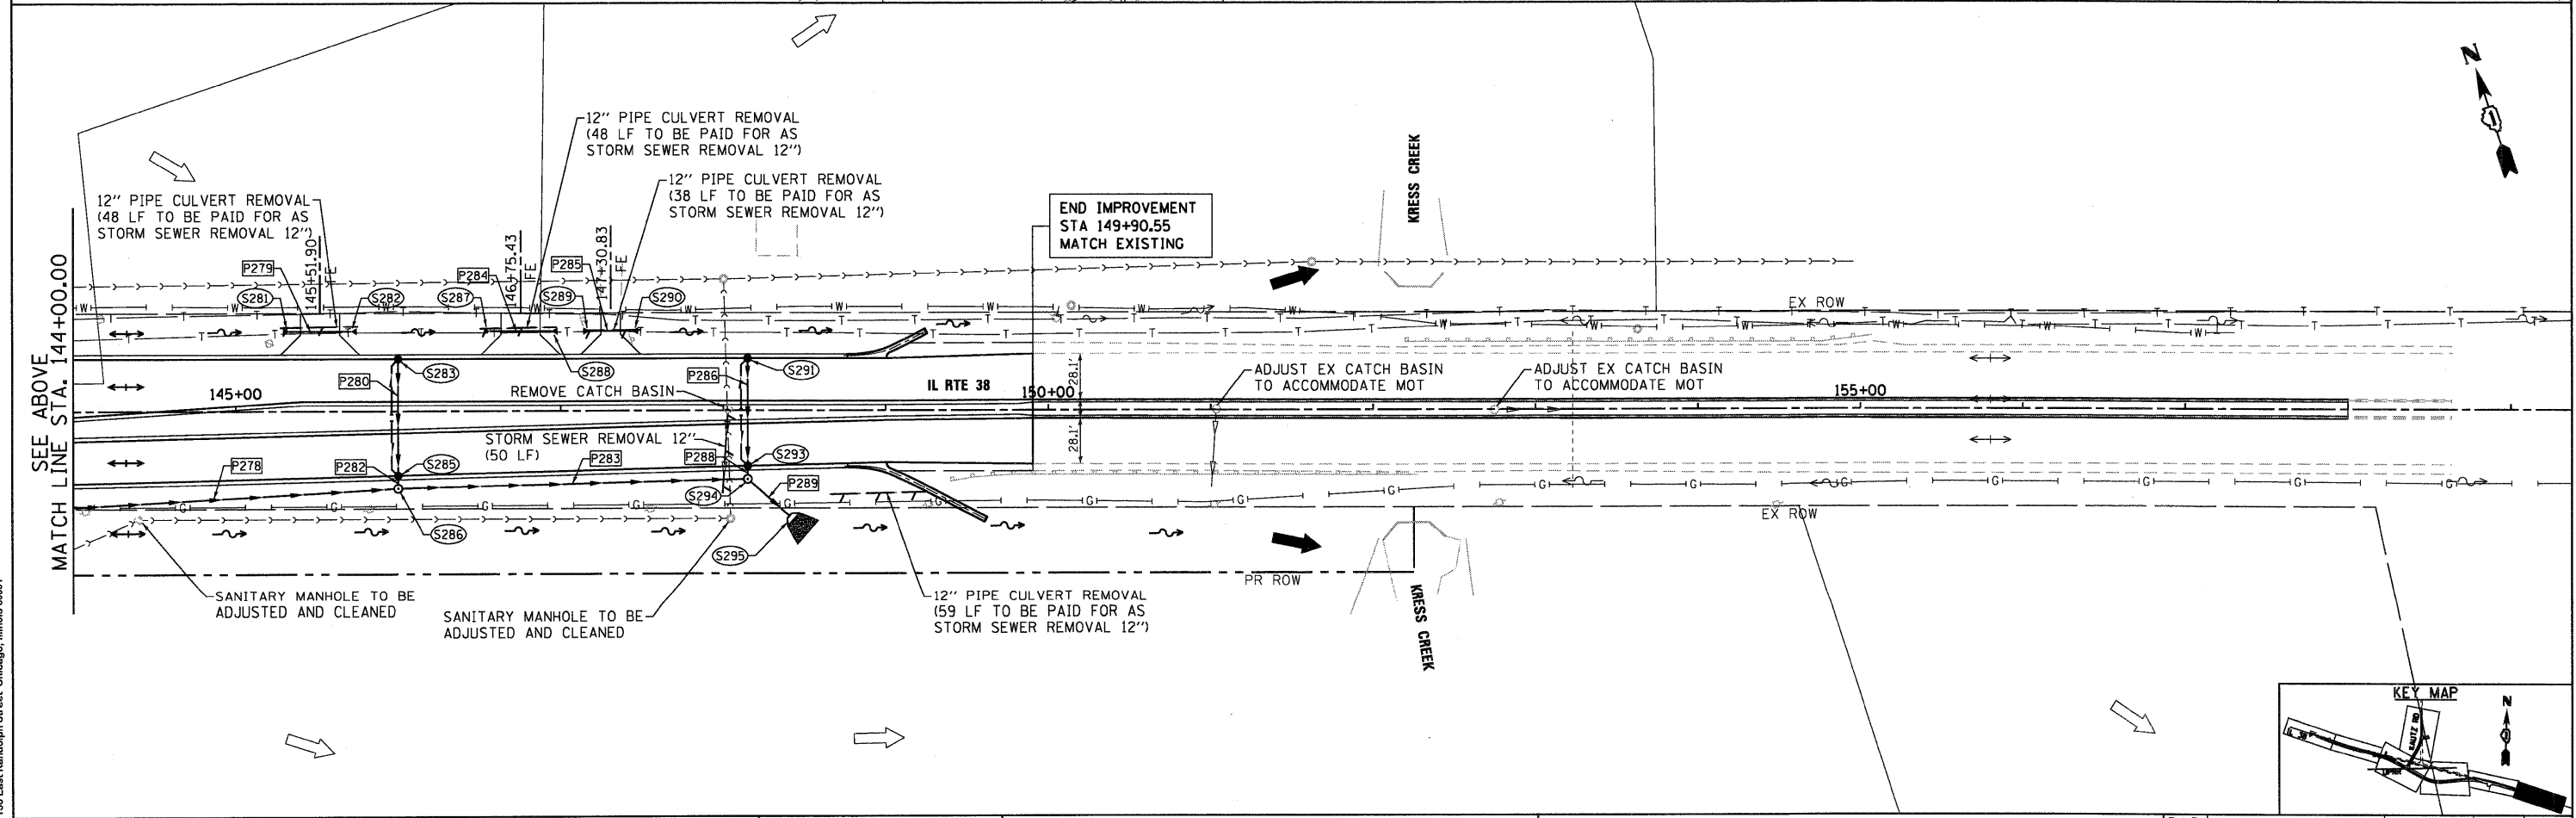 12" PIPE CULVERT REMOVAL
(48 LF TO BE PAID FOR AS
STORM SEWER REMOVAL 12")
12" PIPE CULVERT REMOVAL
(38 LF TO BE PAID FOR AS
STORM SEWER REMOVAL 12")
12" PIPE CULVERT REMOVAL
(48 LF TO BE PAID FOR AS
STORM SEWER REMOVAL 12")
END IMPROVEMENT
STA 149+90.55
MATCH EXISTING
KRESS CREEK
N
145+51.90
FE
146+75.43
FE
147+30.83
FE
P279
P284
P285
S281
S282
S287
S289
S290
EX ROW
SEE ABOVE
MATCH LINE STA. 144+00.00
P280
S283
S288
P286
S291
IL RTE 38
28.1'
ADJUST EX CATCH BASIN
TO ACCOMMODATE MOT
ADJUST EX CATCH BASIN
TO ACCOMMODATE MOT
145+00
REMOVE CATCH BASIN
150+00
155+00
STORM SEWER REMOVAL 12"
(50 LF)
28.1'
P278
P282
S285
P283
P288
S293
S294
P289
S286
S295
EX ROW
PR ROW
KRESS CREEK
SANITARY MANHOLE TO BE
ADJUSTED AND CLEANED
SANITARY MANHOLE TO BE
ADJUSTED AND CLEANED
12" PIPE CULVERT REMOVAL
(59 LF TO BE PAID FOR AS
STORM SEWER REMOVAL 12")
KEY MAP
N
IL 38
KAUTZ RD
UPRR